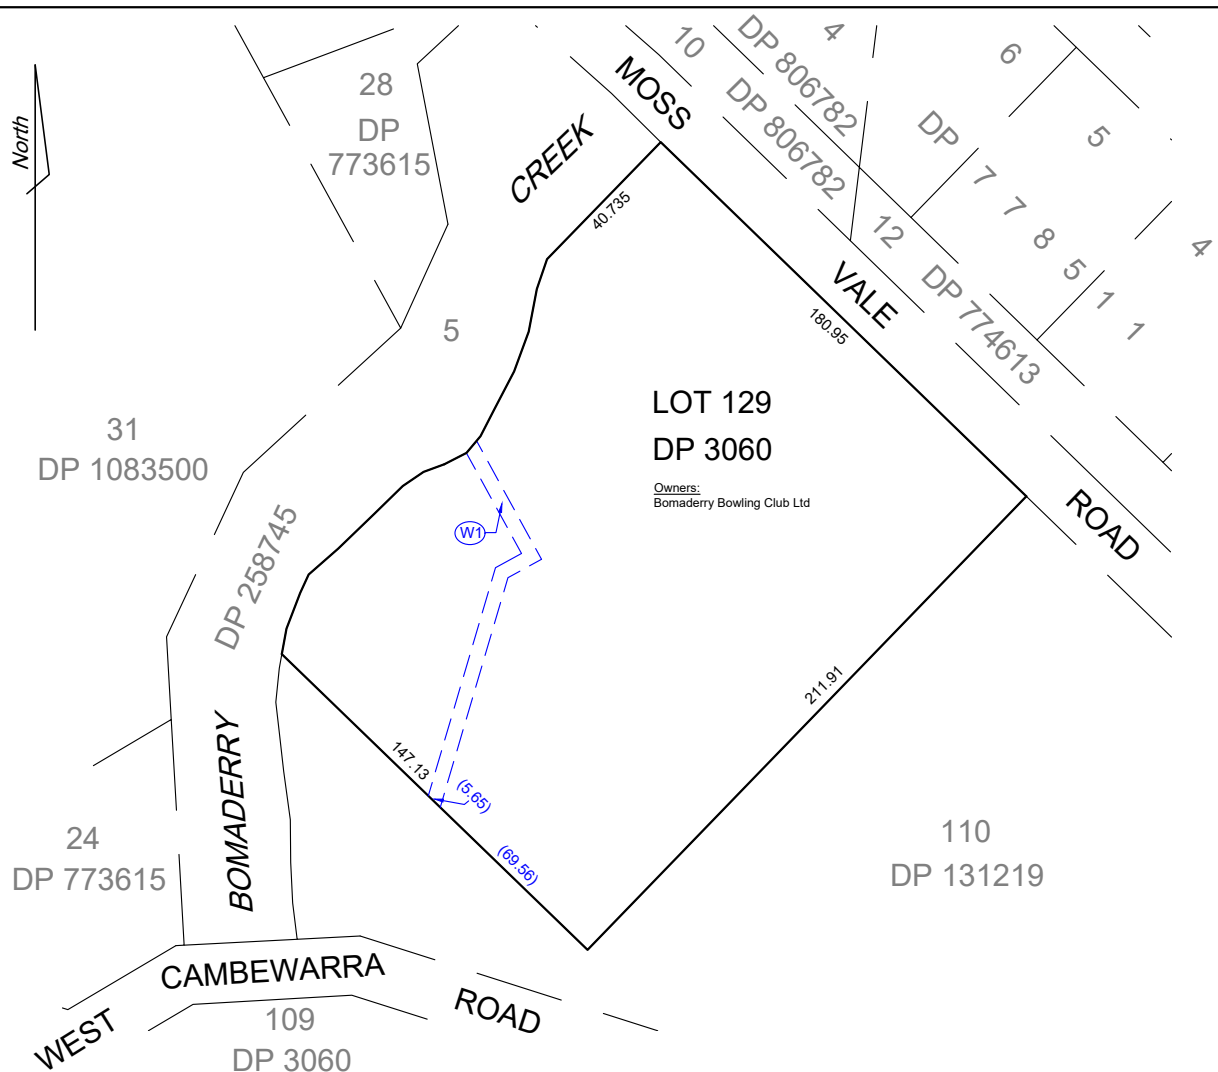 North
28
DP
773615
CREEK
MOSS
10
DP 806782
4
DP 806782
6
5
DP 7 7 8 5 1 1
4
12
DP 774613
VALE
40.735
180.95
5
LOT 129
DP 3060
Owners:
Bomaderry Bowling Club Ltd
31
DP 1083500
W1
ROAD
DP 258745
211.91
BOMADERRY
147.13
(5.65)
(69.56)
24
DP 773615
110
DP 131219
WEST
CAMBEWARRA
ROAD
109
DP 3060